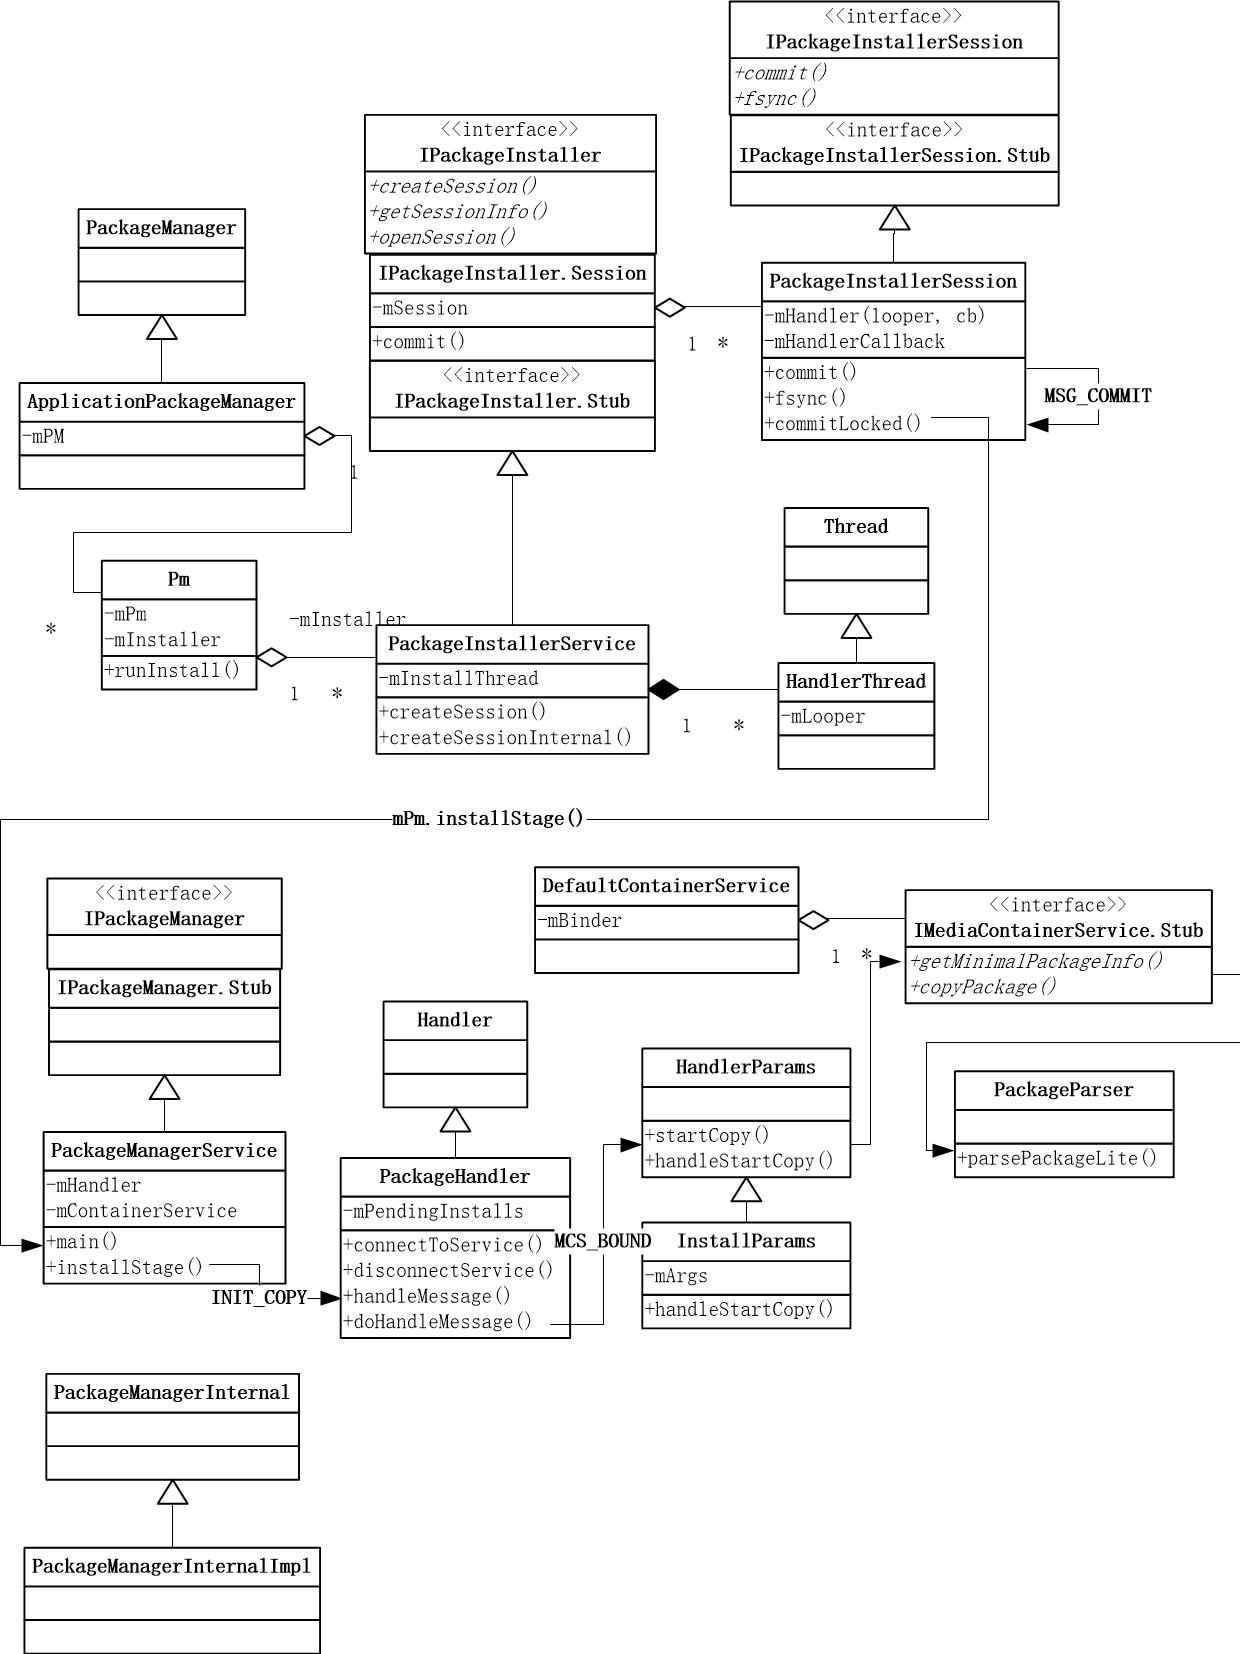 <<interface>>
IPackageInstallerSession
+commit()
+fsync()
<<interface>>
IPackageInstallerSession.Stub
<<interface>>
IPackageInstaller
+createSession()
+getSessionInfo()
+openSession()
IPackageInstaller.Session
-mSession
+commit()
<<interface>>
IPackageInstaller.Stub
PackageManager
ApplicationPackageManager
-mPM
1
PackageInstallerSession
-mHandler(looper, cb)
-mHandlerCallback
+commit()
+fsync()
+commitLocked()
1 *
MSG_COMMIT
Thread
Pm
-mPm
-mInstaller
+runInstall()
*
-mInstaller
1 *
PackageInstallerService
-mInstallThread
+createSession()
+createSessionInternal()
1 *
HandlerThread
-mLooper
mPm.installStage()
<<interface>>
IPackageManager
IPackageManager.Stub
DefaultContainerService
-mBinder
1 *
<<interface>>
IMediaContainerService.Stub
+getMinimalPackageInfo()
+copyPackage()
Handler
HandlerParams
+startCopy()
+handleStartCopy()
PackageParser
+parsePackageLite()
PackageManagerService
-mHandler
-mContainerService
+main()
+installStage()
INIT_COPY
PackageHandler
-mPendingInstalls
+connectToService()
+disconnectService()
+handleMessage()
+doHandleMessage()
MCS_BOUND
InstallParams
-mArgs
+handleStartCopy()
PackageManagerInternal
PackageManagerInternalImpl